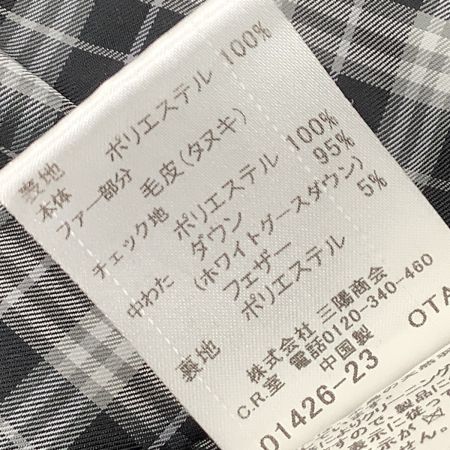 表地 ポリエステル 100%
本体
ファー部分 毛皮(タヌキ)
チェック地 ポリエステル 100%
中わた ダウン 95%
(ホワイトグースダウン)
フェザー 5%
裏地 ポリエステル
株式会社 三陽商会
C.R.室 電話0120-340-460
中国製
01426-23 OTA